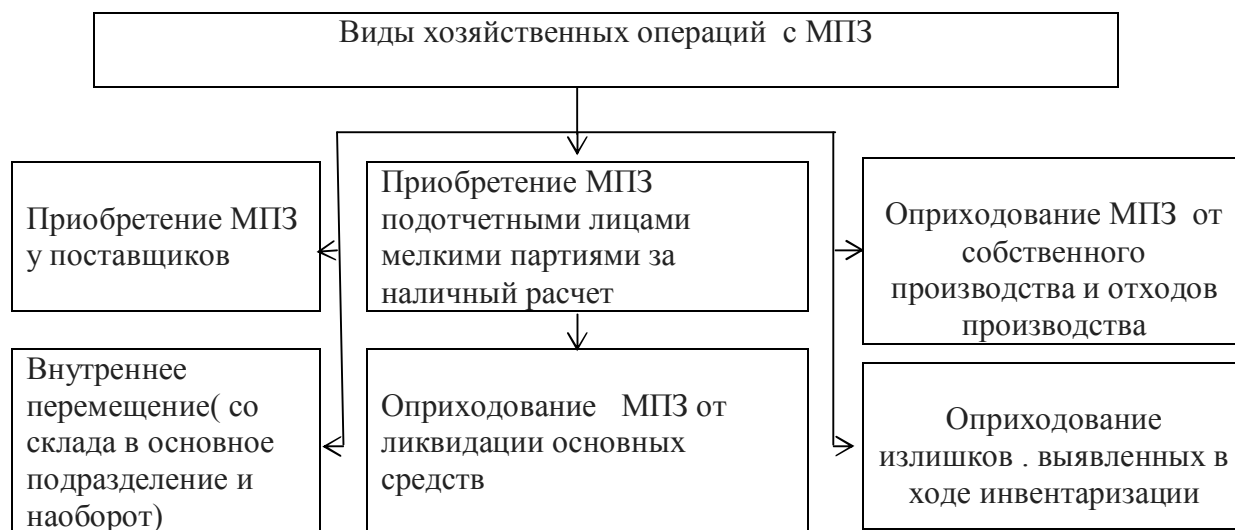 Виды хозяйственных операций с МПЗ
Приобретение МПЗ
у поставщиков
Приобретение МПЗ
подотчетными лицами
мелкими партиями за
наличный расчет
Оприходование МПЗ от
собственного
производства и отходов
производства
Внутреннее
перемещение( со
склада в основное
подразделение и
наоборот)
Оприходование МПЗ от
ликвидации основных
средств
Оприходование
излишков . выявленных в
ходе инвентаризации